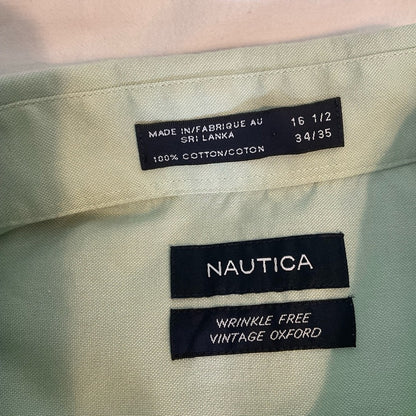 MADE IN/FABRIQUE AU 16 1/2
SRI LANKA 34/35
100% COTTON/COTON
NAUTICA
WRINKLE FREE
VINTAGE OXFORD